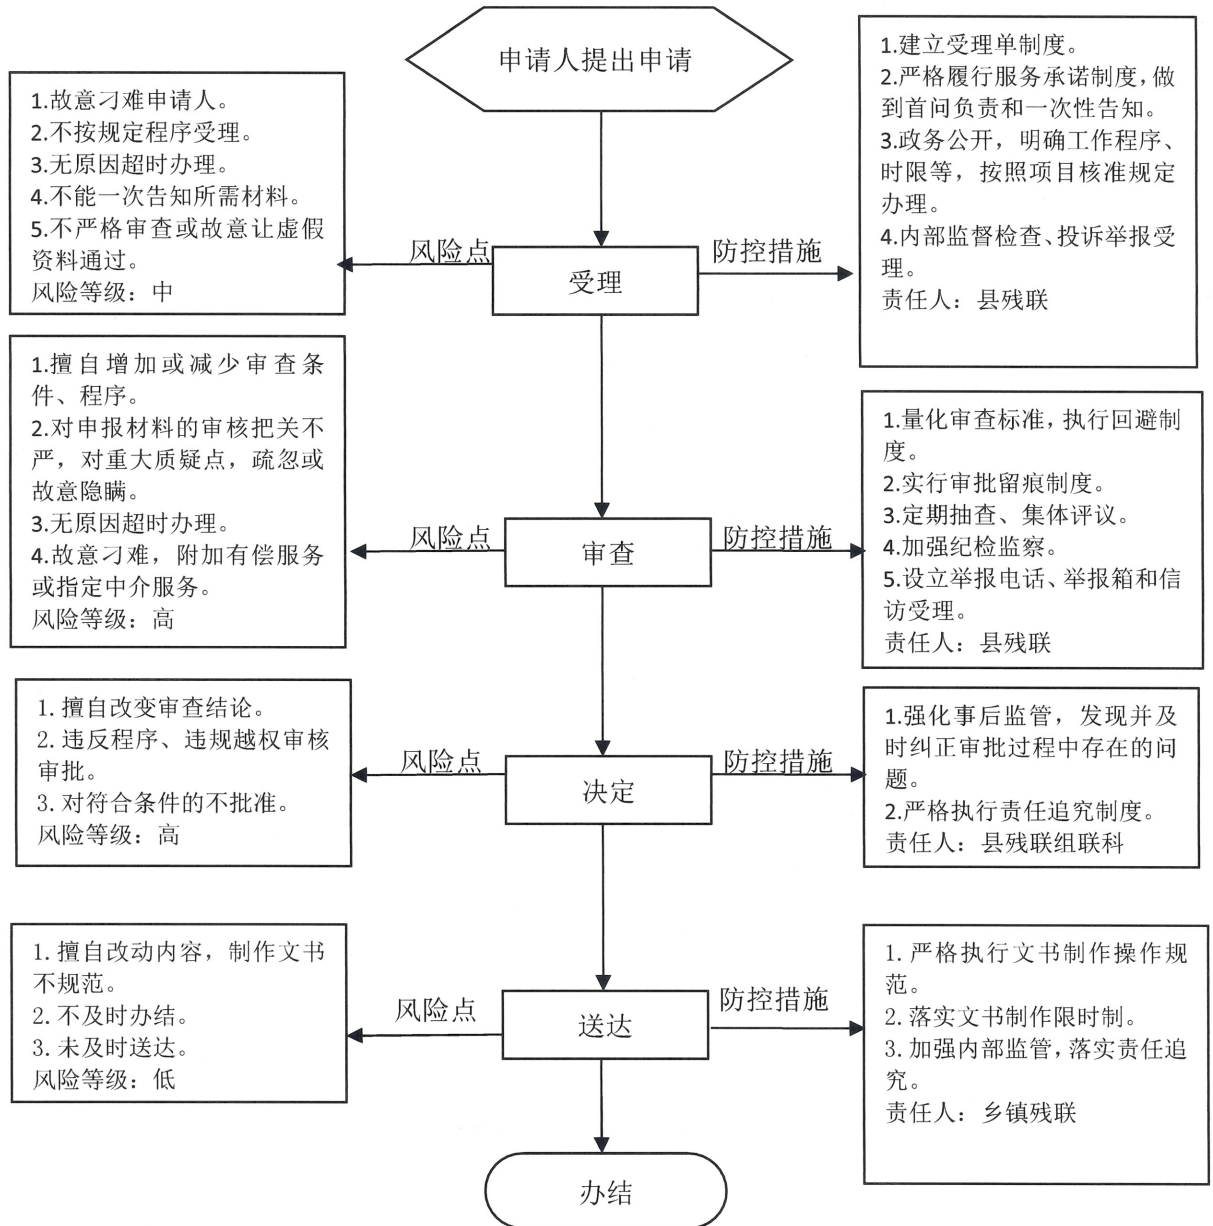 申请人提出申请
1.故意刁难申请人。
2.不按规定程序受理。
3.无原因超时办理。
4.不能一次告知所需材料。
5.不严格审查或故意让虚假
资料通过。
风险等级：中
风险点
受理
防控措施
1.建立受理单制度。
2.严格履行服务承诺制度，做
到首问负责和一次性告知。
3.政务公开，明确工作程序、
时限等，按照项目核准规定
办理。
4.内部监督检查、投诉举报受
理。
责任人：县残联
1.擅自增加或减少审查条
件、程序。
2.对申报材料的审核把关不
严，对重大质疑点，疏忽或
故意隐瞒。
3.无原因超时办理。
4.故意刁难，附加有偿服务
或指定中介服务。
风险等级：高
风险点
审查
防控措施
1.量化审查标准，执行回避制
度。
2.实行审批留痕制度。
3.定期抽查、集体评议。
4.加强纪检监察。
5.设立举报电话、举报箱和信
访受理。
责任人：县残联
1.擅自改变审查结论。
2.违反程序、违规越权审核
审批。
3.对符合条件的不批准。
风险等级：高
风险点
决定
防控措施
1.强化事后监管，发现并及
时纠正审批过程中存在的问
题。
2.严格执行责任追究制度。
责任人：县残联组联科
1.擅自改动内容，制作文书
不规范。
2.不及时办结。
3.未及时送达。
风险等级：低
风险点
送达
防控措施
1.严格执行文书制作操作规
范。
2.落实文书制作限时制。
3.加强内部监管，落实责任追
究。
责任人：乡镇残联
办结